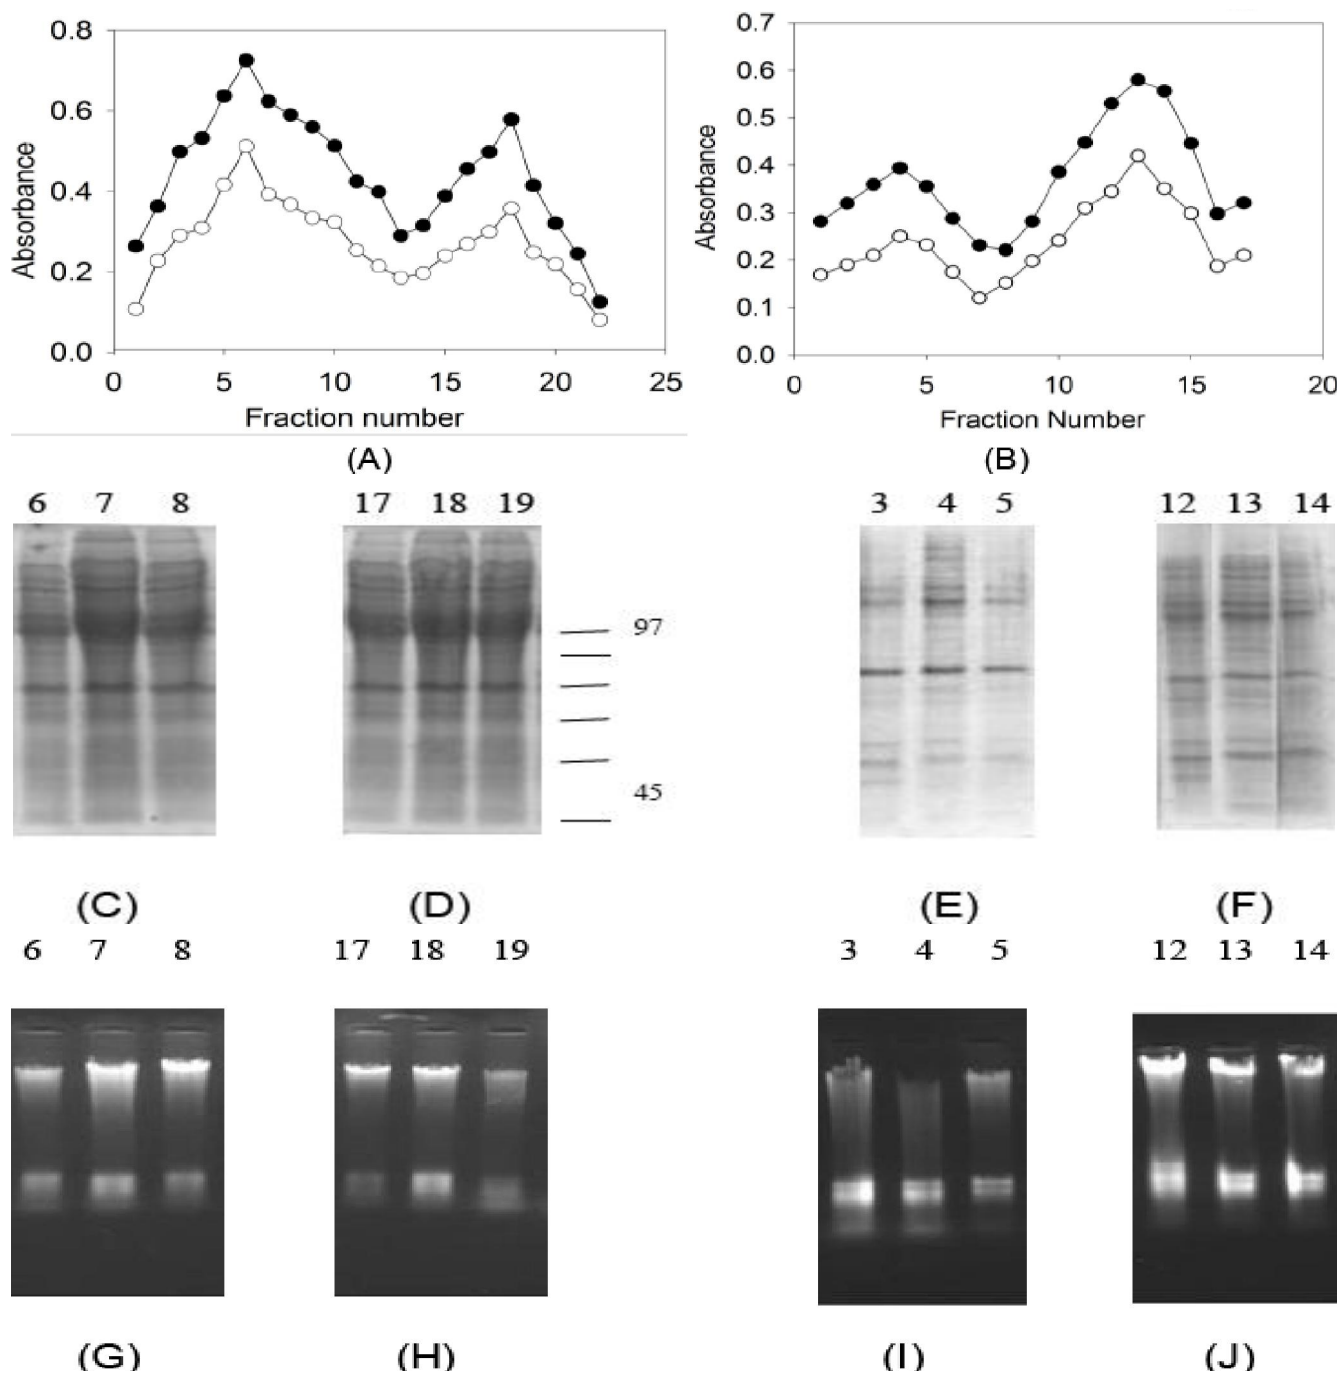 0.8
0.6
0.4
0.2
0.0
Absorbance
0 5 10 15 20 25
Fraction number
(A)
0.7
0.6
0.5
0.4
0.3
0.2
0.1
0.0
Absorbance
0 5 10 15 20
Fraction Number
(B)
6 7 8
17 18 19
97
45
3 4 5
12 13 14
(C)
(D)
(E)
(F)
6 7 8
17 18 19
3 4 5
12 13 14
(G)
(H)
(I)
(J)